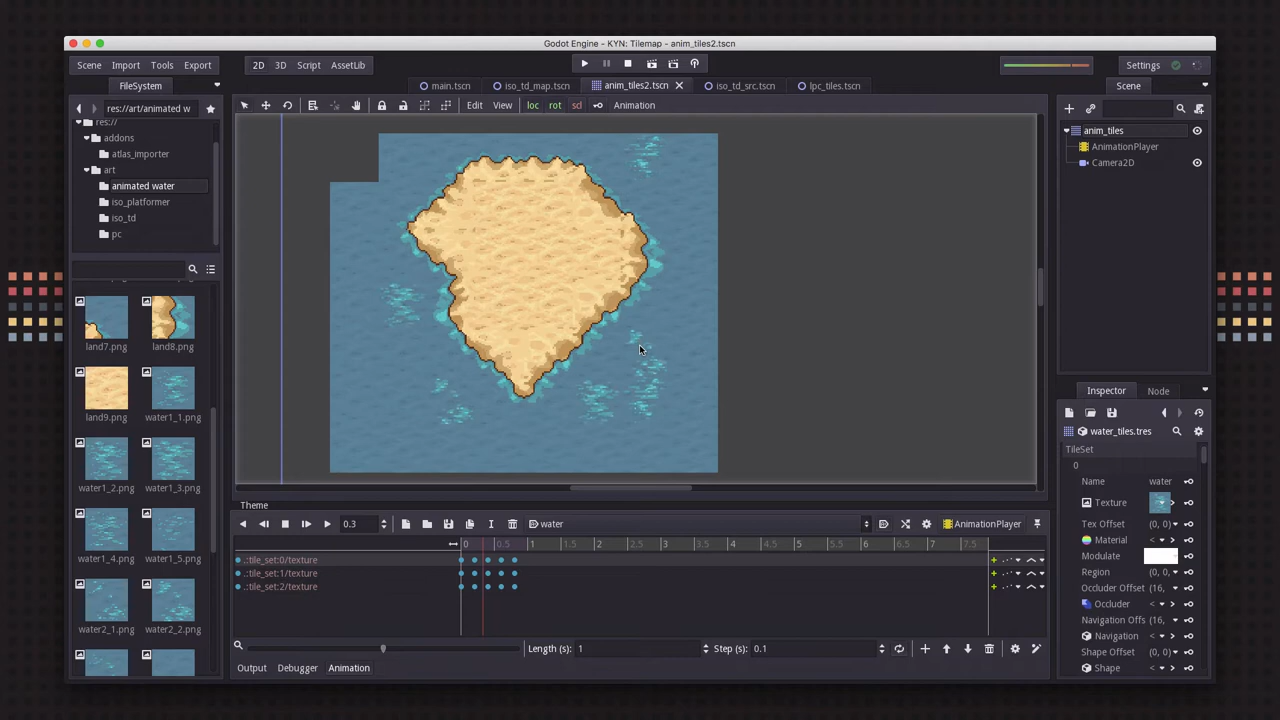 Godot Engine - KYN: Tilemap - anim_tiles2.tscn
Scene Import Tools Export
2D 3D Script AssetLib
Settings
FileSystem
main.tscn iso_td_map.tscn anim_tiles2.tscn iso_td_src.tscn lpc_tiles.tscn
Scene
res://art/animated w
Edit View loc rot scl Animation
res://
addons
atlas_importer
art
animated water
iso_platformer
iso_td
pc
anim_tiles
AnimationPlayer
Camera2D
land7.png land8.png
land9.png water1_1.png
water1_2.png water1_3.png
water1_4.png water1_5.png
water2_1.png water2_2.png
Inspector Node
water_tiles.tres
TileSet
0
Name water
Texture
Tex Offset (0, 0)
Material <
Modulate
Region (0, 0,
Occluder Offset (16,
Occluder <
Navigation Offs (16,
Navigation <
Shape Offset (0, 0)
Shape <
Theme
0.3 water AnimationPlayer
0 0.5 1 1.5 2 2.5 3 3.5 4 4.5 5 5.5 6 6.5 7 7.5
.:tile_set:0/texture
.:tile_set:1/texture
.:tile_set:2/texture
Length (s): 1 Step (s): 0.1
Output Debugger Animation